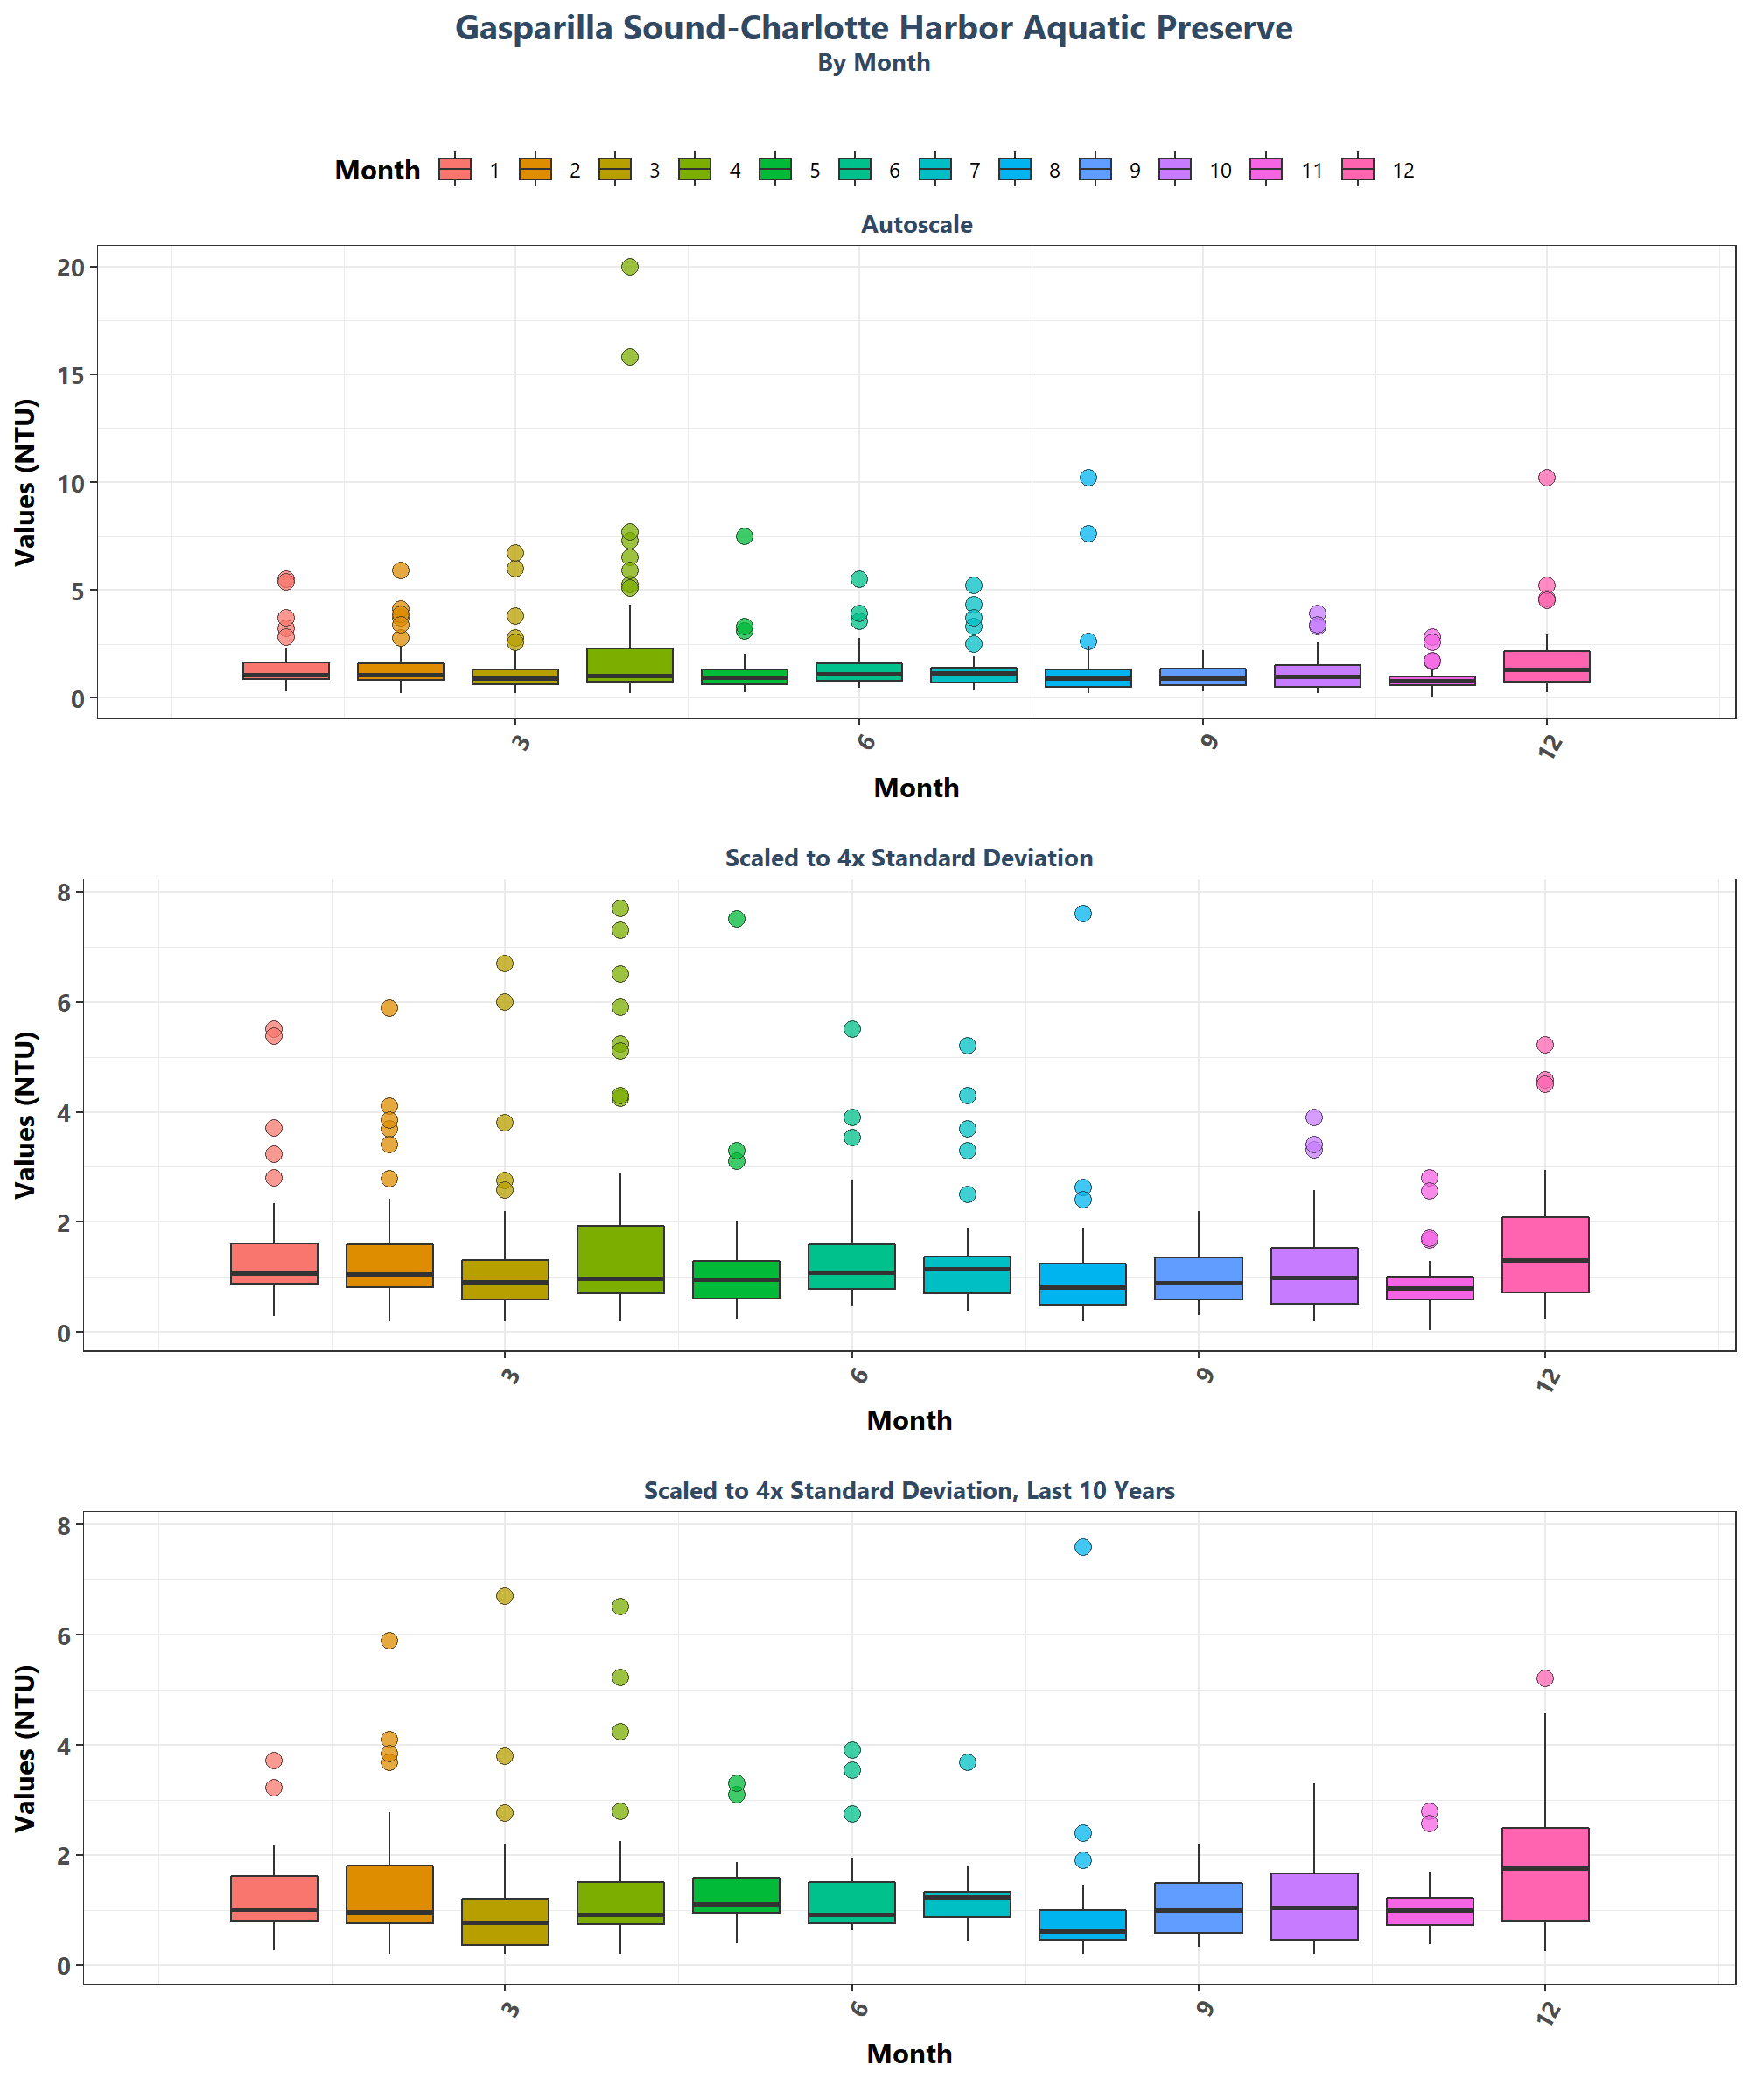 Gasparilla Sound-Charlotte Harbor Aquatic Preserve
By Month
Month 1 2 3 4 5 6 7 8 9 10 11 12
Autoscale
Values (NTU)
20
15
10
5
0
3 6 9 12
Month
Scaled to 4x Standard Deviation
Values (NTU)
8
6
4
2
0
3 6 9 12
Month
Scaled to 4x Standard Deviation, Last 10 Years
Values (NTU)
8
6
4
2
0
3 6 9 12
Month